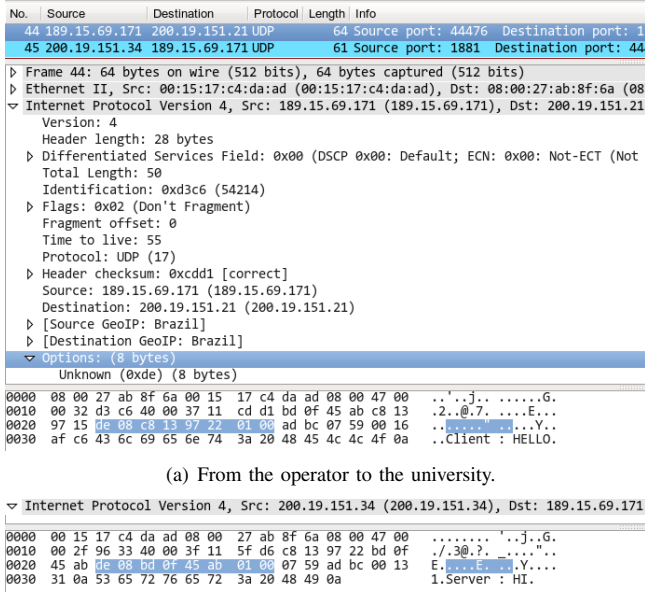 No. Source Destination Protocol Length Info
44 189.15.69.171 200.19.151.21 UDP 64 Source port: 44476 Destination port: 1
45 200.19.151.34 189.15.69.171 UDP 61 Source port: 1881 Destination port: 44
Frame 44: 64 bytes on wire (512 bits), 64 bytes captured (512 bits)
Ethernet II, Src: 00:15:17:c4:da:ad (00:15:17:c4:da:ad), Dst: 08:00:27:ab:8f:6a (08
Internet Protocol Version 4, Src: 189.15.69.171 (189.15.69.171), Dst: 200.19.151.21
Version: 4
Header length: 28 bytes
Differentiated Services Field: 0x00 (DSCP 0x00: Default; ECN: 0x00: Not-ECT (Not
Total Length: 50
Identification: 0xd3c6 (54214)
Flags: 0x02 (Don't Fragment)
Fragment offset: 0
Time to live: 55
Protocol: UDP (17)
Header checksum: 0xcdd1 [correct]
Source: 189.15.69.171 (189.15.69.171)
Destination: 200.19.151.21 (200.19.151.21)
[Source GeoIP: Brazil]
[Destination GeoIP: Brazil]
Options: (8 bytes)
Unknown (0xde) (8 bytes)
0000 08 00 27 ab 8f 6a 00 15 17 c4 da ad 08 00 47 00 ..'..j.. ......G.
0010 00 32 d3 c6 40 00 37 11 cd d1 bd 0f 45 ab c8 13 .2..@.7. ....E...
0020 97 15 de 08 c8 13 97 22 01 00 ad bc 07 59 00 16 ......." .....Y..
0030 af c6 43 6c 69 65 6e 74 3a 20 48 45 4c 4c 4f 0a ..Client : HELLO.
(a) From the operator to the university.
Internet Protocol Version 4, Src: 200.19.151.34 (200.19.151.34), Dst: 189.15.69.171
0000 00 15 17 c4 da ad 08 00 27 ab 8f 6a 08 00 47 00 ........ '..j..G.
0010 00 2f 96 33 40 00 3f 11 5f d6 c8 13 97 22 bd 0f ./.3@.?. _...."..
0020 45 ab de 08 bd 0f 45 ab 01 00 07 59 ad bc 00 13 E.....E. ...Y....
0030 31 0a 53 65 72 76 65 72 3a 20 48 49 0a 1.Server : HI.